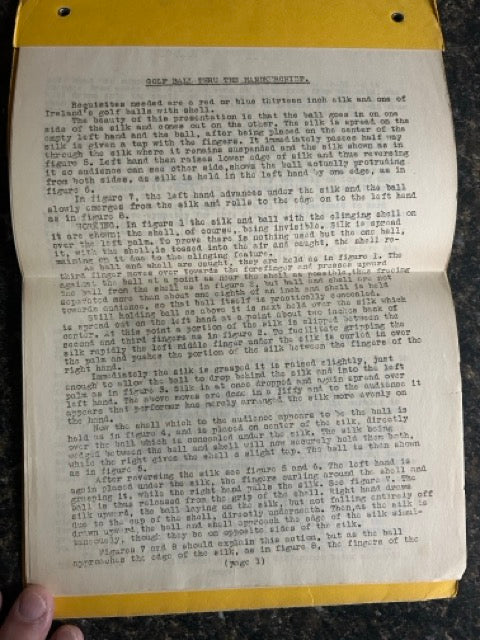 GOLF BALL THRU THE HANDKERCHIEF.
Requisites needed are a red or blue thirteen inch silk and one of
Ireland's golf balls with shell.
The beauty of this presentation is that the ball goes in on one
side of the silk and comes out on the other. The silk is spread on the
empty left hand and the ball, after being placed on the center of the
silk is given a tap with the fingers. It immediately passes half way
through the silk where it remains suspended and the silk shown as in
figure 5. Left hand then raises lower edge of silk and thus reversing
it so audience can see other side, shows the ball actually protruding
from both sides, as silk is held in the left hand by one edge, as in
figure 6.
In figure 7, the left hand advances under the silk and the ball
slowly emerges from the silk and rolls to the edge on to the left hand
as in figure 8.
WORKING. In figure 1 the silk and ball with the clinging shell on
it are shown; the shell, of course, being invisible. Silk is spread
over the left palm. To prove there is nothing used but the one ball,
it, with the shell, is tossed into the air and caught, the shell re-
maining on it due to the clinging feature.
As ball and shell are caught, they are held as in figure 1. The
third finger moves over towards the forefinger and presses upward
against the ball at a point as near the shell as possible, thus freeing
the ball from the shell as in figure 2, but ball and shell are not
separated more than about one eighth of an inch and shell is held
towards audience, so that ball itself is practically concealed.
Still holding ball as above it is next held over the silk which
is spread out on the left hand at a point about two inches back of
center. At this point a portion of the silk is slipped between the
second and third fingers as in figure 2. To facilitate gripping the
silk rapidly the left middle finger under the silk is curled in over
the palm and pushes the portion of the silk between the fingers of the
right hand.
Immediately the silk is grasped it is raised slightly, just
enough to allow the ball to drop behind the silk and into the left
palm as in figure 3. Silk is at once dropped and again spread over
left hand. The above moves are done in a jiffy and to the audience it
appears that performer has merely arranged the silk more evenly on
the hand.
Now the shell which to the audience appears to be the ball is
held as in figure 4, and is placed on center of silk, directly
over the ball which is concealed under the silk. The silk being
wedged between the ball and shell will now securely hold them both,
while the right gives the shell a slight tap. The ball is then shown
as in figure 5.
After reversing the silk see figure 5 and 6. The left hand is
again placed under the silk, the fingers curling around the shell and
grasping it, while the right hand pulls the silk. See figure 7. The
ball is thus released from the grip of the shell. Right hand draws
silk upward, the ball laying on the silk, but not falling entirely off
due to the cup of the shell, directly underneath. Then, as the silk is
drawn upward, the ball and shell approach the edge of the silk simul-
taneously, though they be on opposite sides of the silk.
Figures 7 and 8 should explain this action, but as the ball
approaches the edge of the silk, as in figure 8, the fingers of the
(page 1)